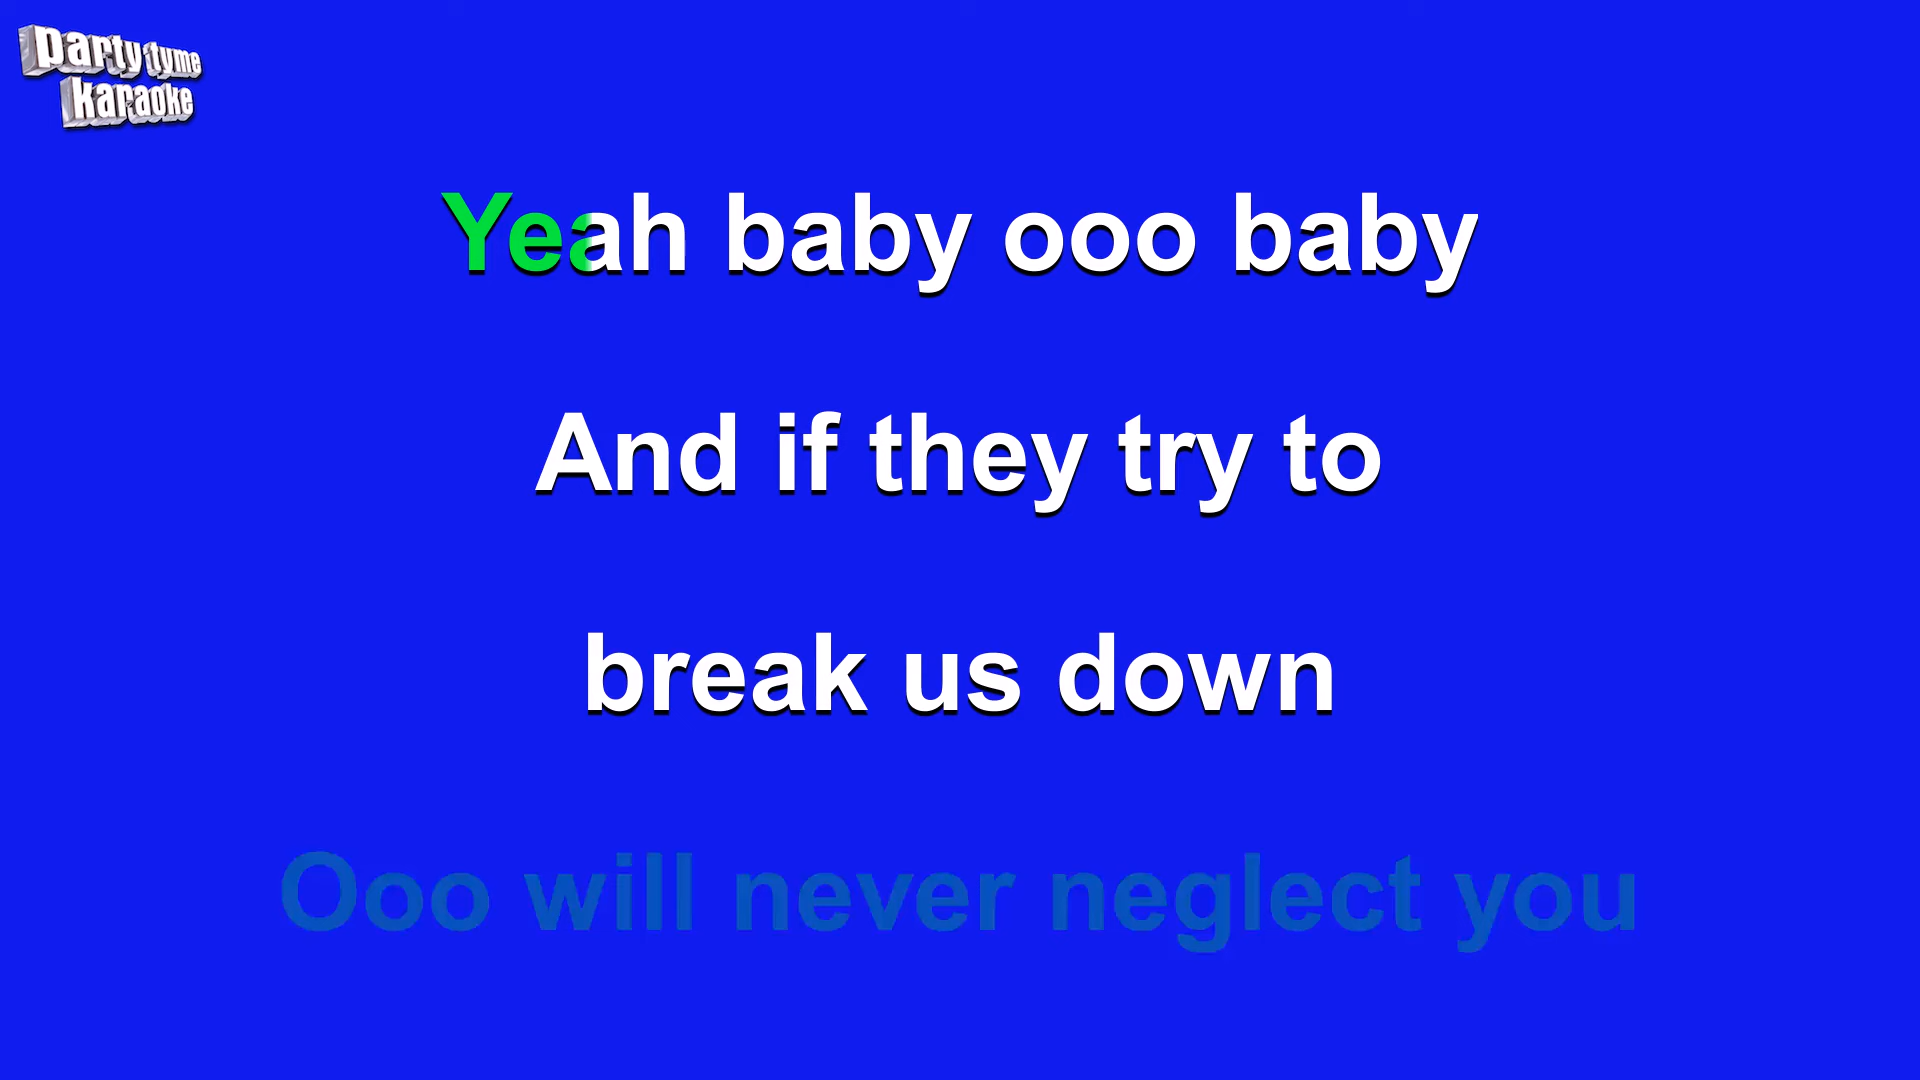 party tyme
karaoke
Yeah baby ooo baby
And if they try to
break us down
Ooo will never neglect you